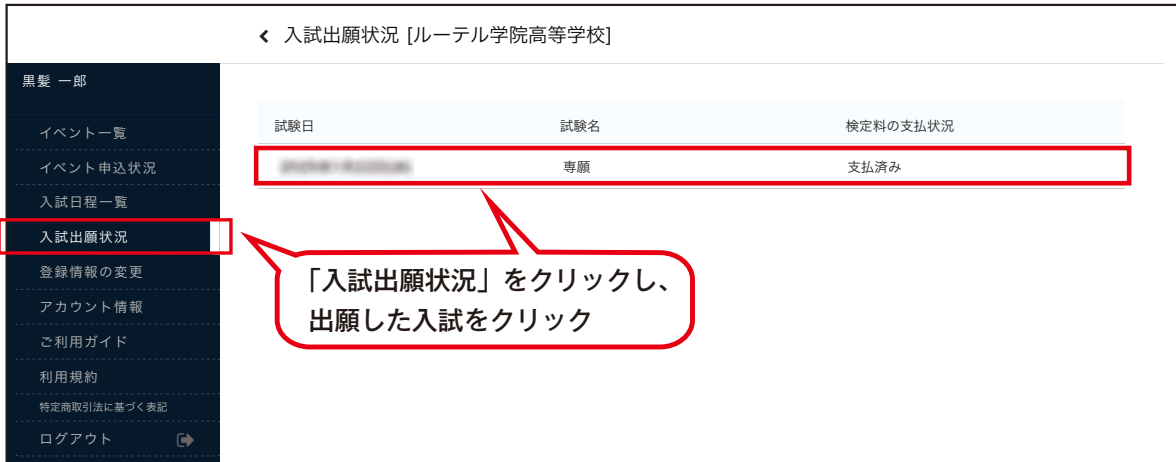 入試出願状況 [ルーテル学院高等学校]
黒髪 一郎
イベント一覧
イベント申込状況
入試日程一覧
入試出願状況
登録情報の変更
アカウント情報
ご利用ガイド
利用規約
特定商取引法に基づく表記
ログアウト
試験日 試験名 検定料の支払状況
専願 支払済み
「入試出願状況」をクリックし、
出願した入試をクリック